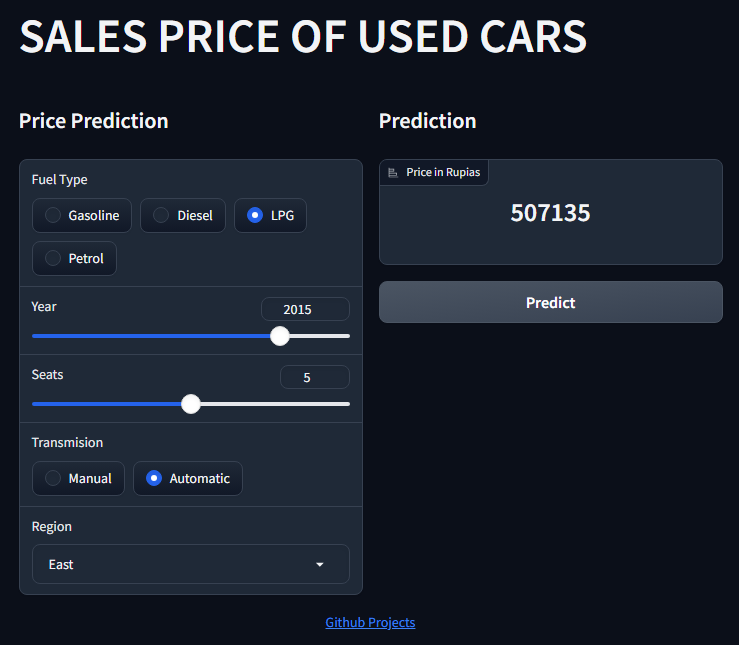 SALES PRICE OF USED CARS
Price Prediction
Fuel Type
Gasoline Diesel LPG
Petrol
Year 2015
Seats 5
Transmision
Manual Automatic
Region
East
Prediction
Price in Rupias
507135
Predict
Github Projects